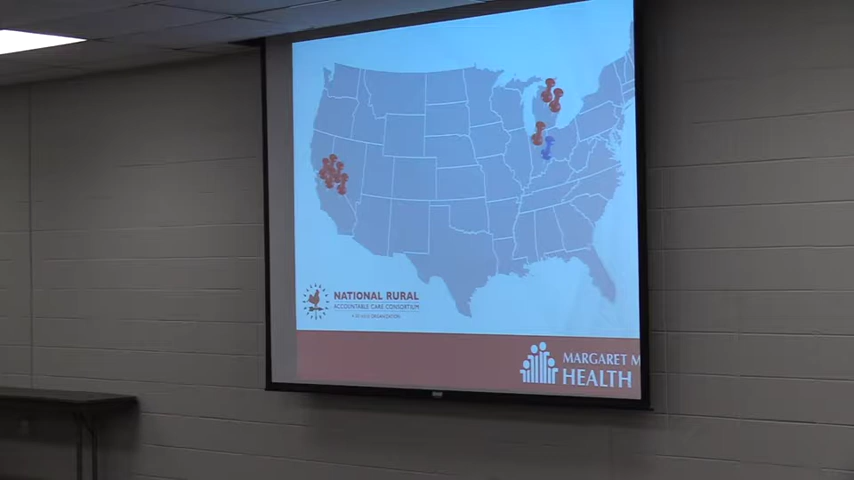 NATIONAL RURAL
ACCOUNTABLE CARE CONSORTIUM
MARGARET M
HEALTH